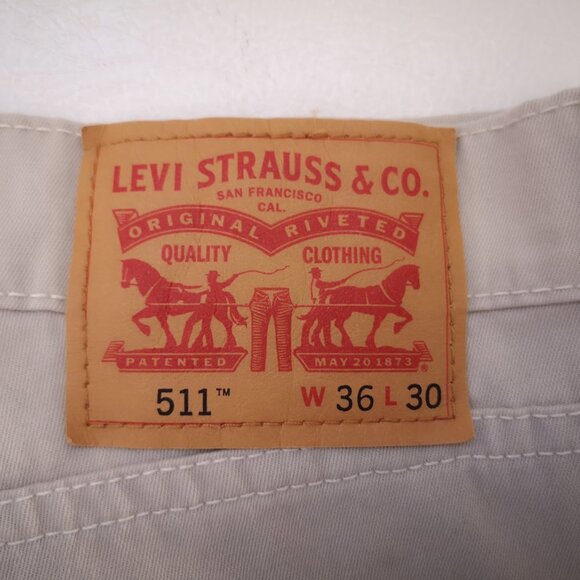 LEVI STRAUSS & CO.
SAN FRANCISCO
CAL.
ORIGINAL RIVETED
QUALITY CLOTHING
PATENTED MAY 20 1873 ®
511™ W 36 L 30